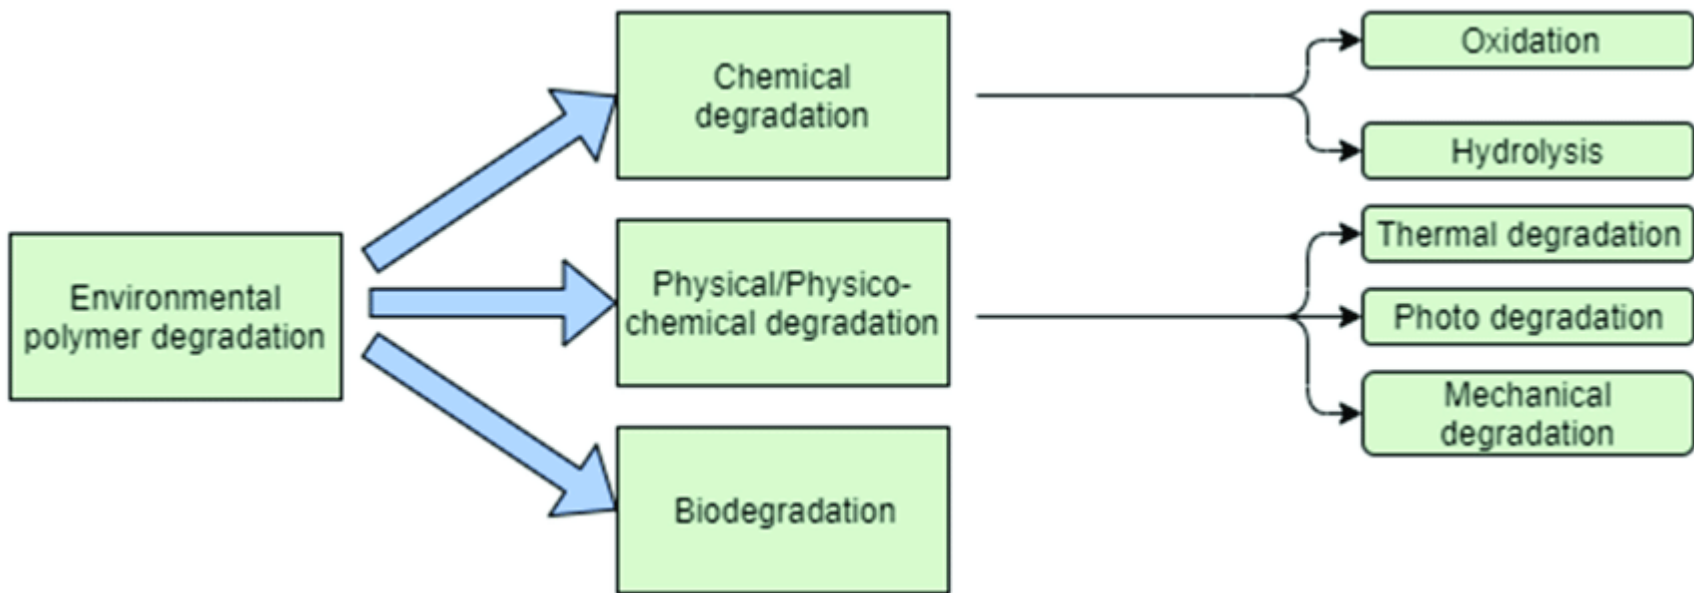 Environmental
polymer degradation
Chemical
degradation
Physical/Physico-
chemical degradation
Biodegradation
Oxidation
Hydrolysis
Thermal degradation
Photo degradation
Mechanical
degradation